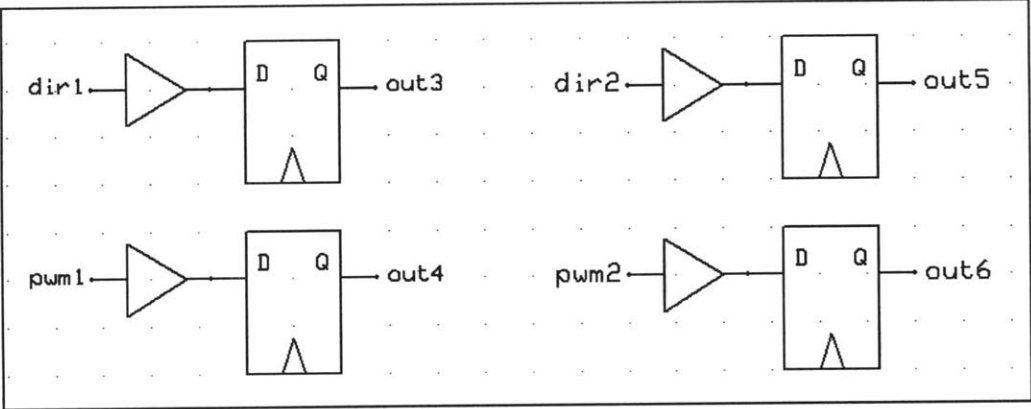 dir1 D Q out3 dir2 D Q out5
pwm1 D Q out4 pwm2 D Q out6